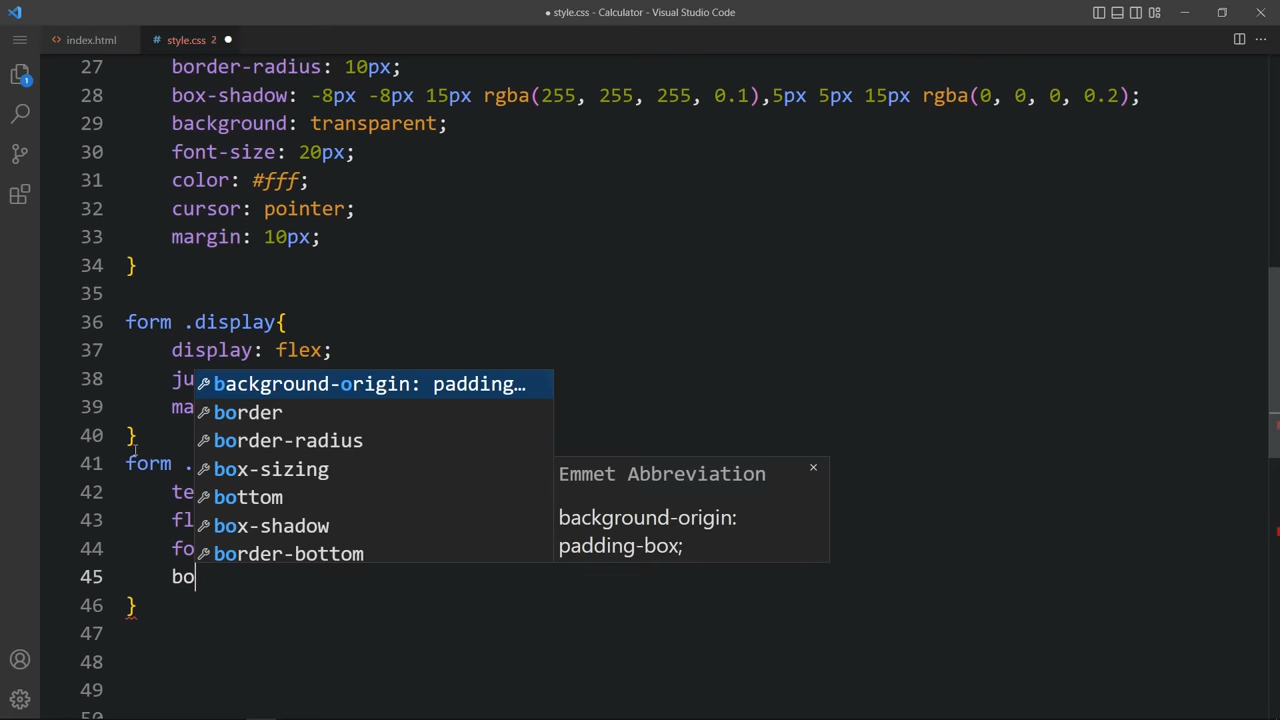 ● style.css - Calculator - Visual Studio Code
index.html
# style.css 2 ●
1
27 border-radius: 10px;
28 box-shadow: -8px -8px 15px rgba(255, 255, 255, 0.1),5px 5px 15px rgba(0, 0, 0, 0.2);
29 background: transparent;
30 font-size: 20px;
31 color: #fff;
32 cursor: pointer;
33 margin: 10px;
34 }
35
36 form .display{
37 display: flex;
38 ju
39 ma
40 }
41 form .
42 te
43 fl
44 fo
45 bo
46 }
47
48
49
background-origin: padding…
border
border-radius
box-sizing
bottom
box-shadow
border-bottom
Emmet Abbreviation ×
background-origin:
padding-box;